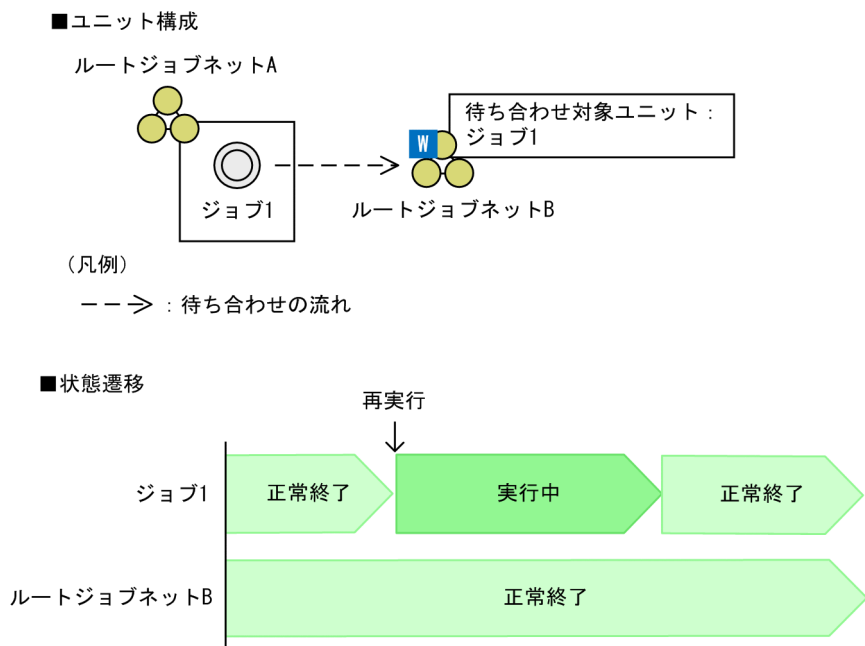 ■ユニット構成
ルートジョブネットA
待ち合わせ対象ユニット：
ジョブ1
W
ジョブ1
ルートジョブネットB
（凡例）
：待ち合わせの流れ
■状態遷移
再実行
ジョブ1
正常終了
実行中
正常終了
ルートジョブネットB
正常終了